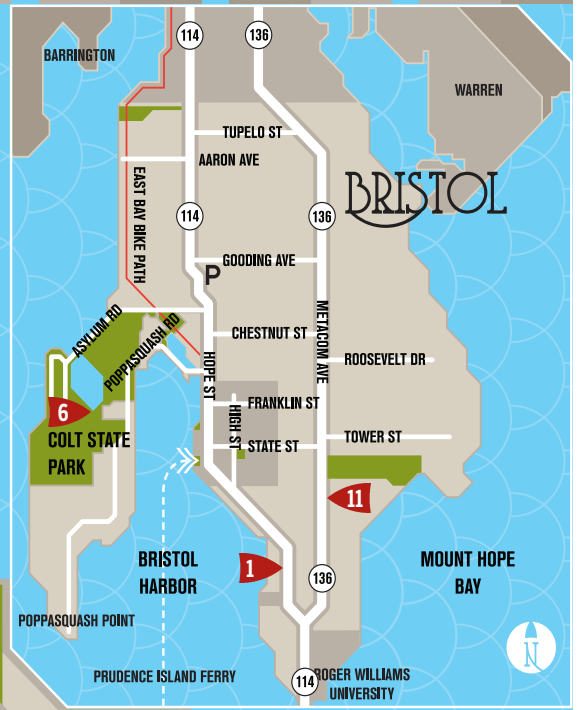 114
136
BARRINGTON
WARREN
TUPELO ST
AARON AVE
EAST BAY BIKE PATH
BRISTOL
114
136
GOODING AVE
P
METACOM AVE
ASYLUM RD
POPPASQUASH RD
CHESTNUT ST
HOPE ST
ROOSEVELT DR
6
FRANKLIN ST
HIGH ST
COLT STATE
PARK
STATE ST
TOWER ST
11
BRISTOL
HARBOR
1
MOUNT HOPE
BAY
136
POPPASQUASH POINT
N
PRUDENCE ISLAND FERRY
114
ROGER WILLIAMS
UNIVERSITY